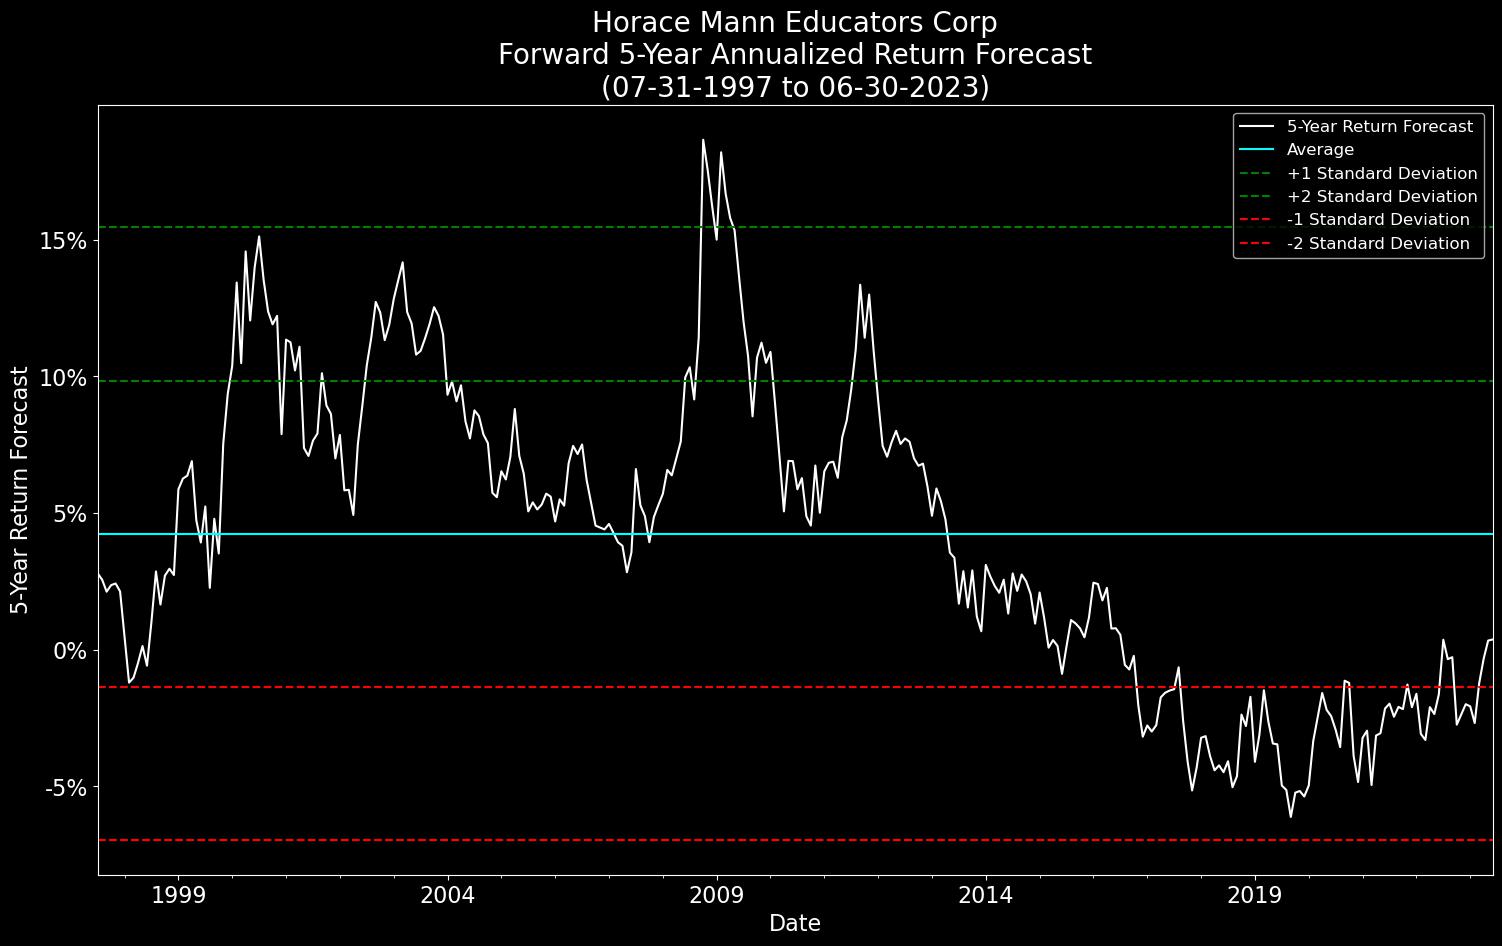 Horace Mann Educators Corp
Forward 5-Year Annualized Return Forecast
(07-31-1997 to 06-30-2023)
5-Year Return Forecast
Average
+1 Standard Deviation
+2 Standard Deviation
-1 Standard Deviation
-2 Standard Deviation
5-Year Return Forecast
15%
10%
5%
0%
-5%
1999
2004
2009
2014
2019
Date